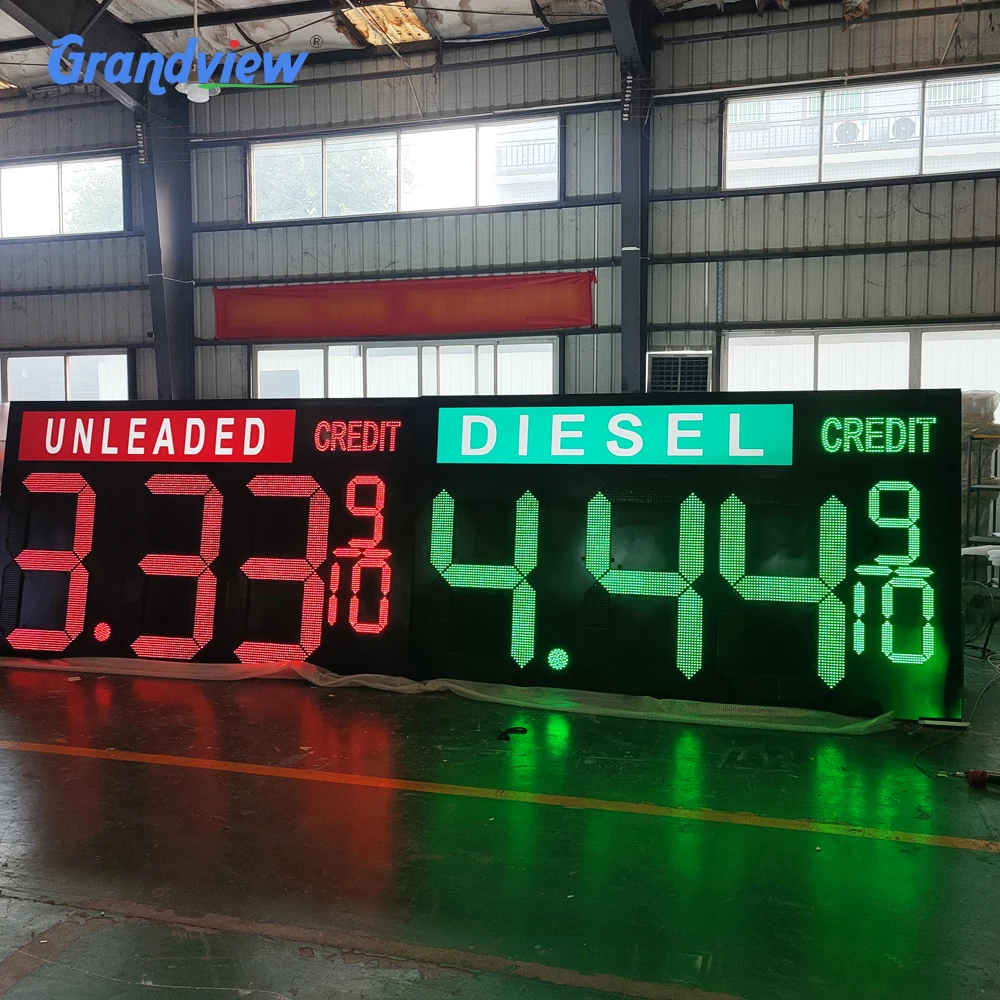 Grandview®
UNLEADED CREDIT
3.33 9/10
DIESEL CREDIT
4.44 9/10